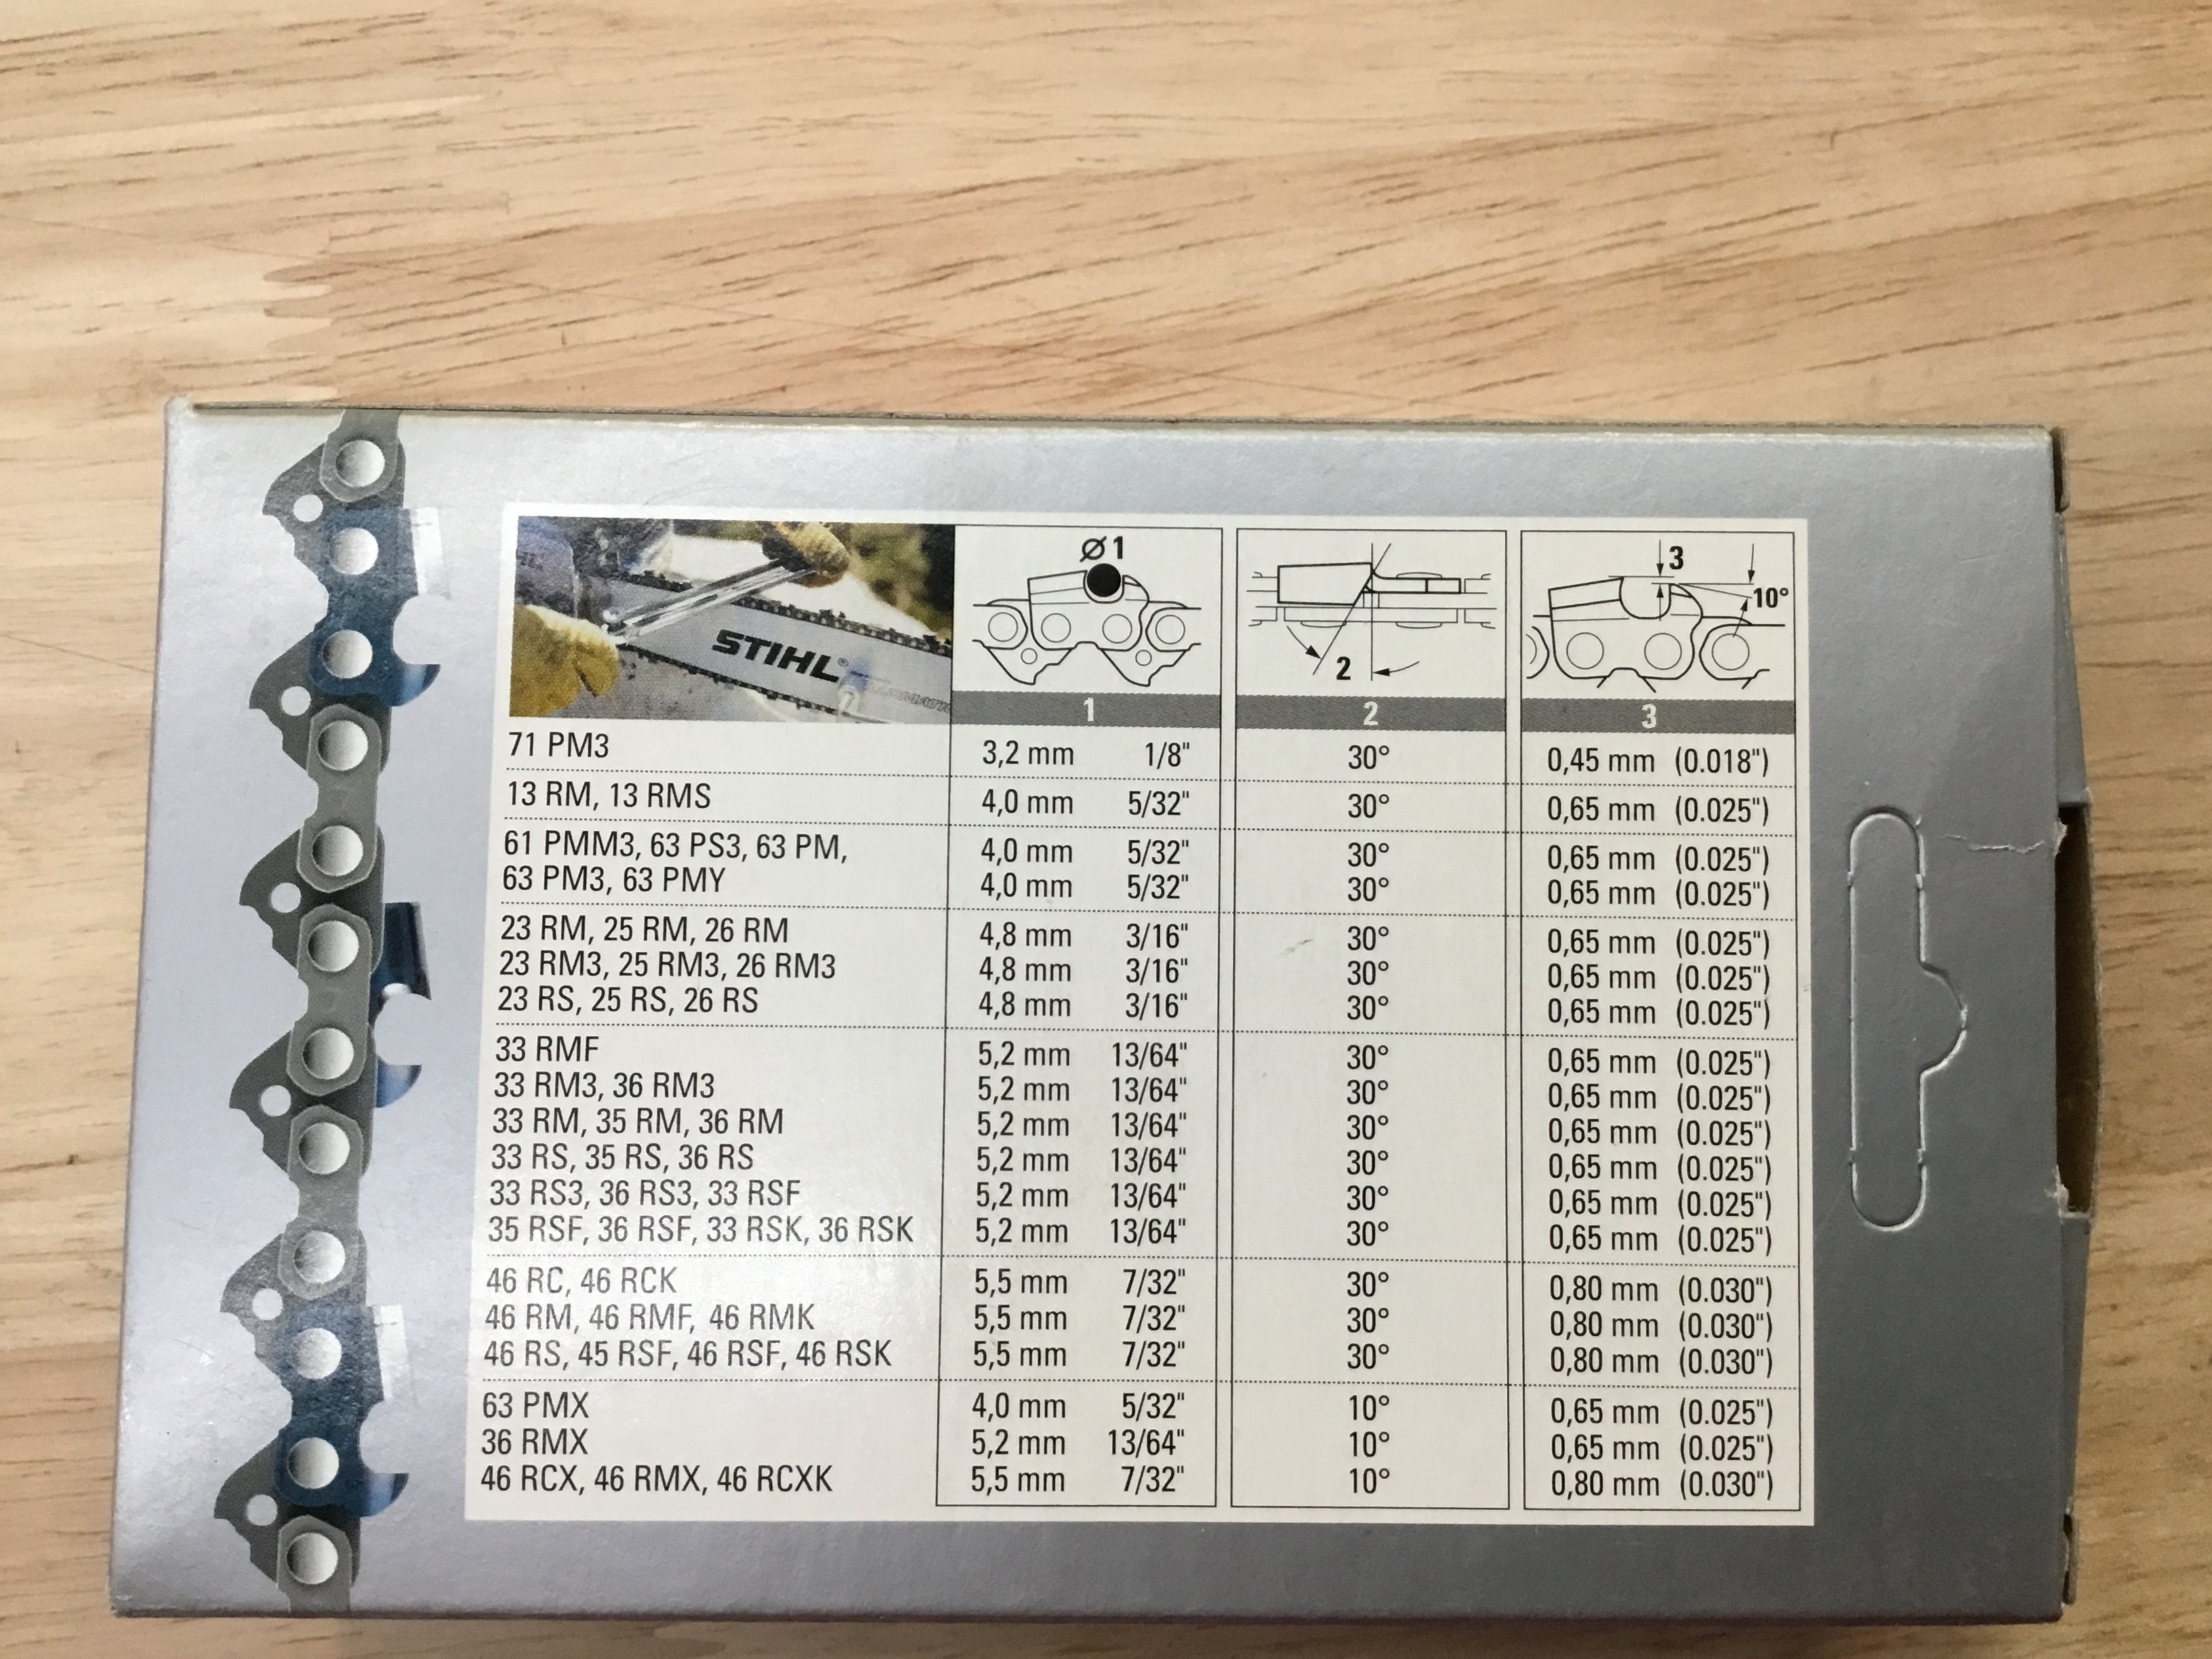 STIHL®
Ø 1
2
3
10°
1 2 3
71 PM3 3,2 mm 1/8" 30° 0,45 mm (0.018")
13 RM, 13 RMS 4,0 mm 5/32" 30° 0,65 mm (0.025")
61 PMM3, 63 PS3, 63 PM, 4,0 mm 5/32" 30° 0,65 mm (0.025")
63 PM3, 63 PMY 4,0 mm 5/32" 30° 0,65 mm (0.025")
23 RM, 25 RM, 26 RM 4,8 mm 3/16" 30° 0,65 mm (0.025")
23 RM3, 25 RM3, 26 RM3 4,8 mm 3/16" 30° 0,65 mm (0.025")
23 RS, 25 RS, 26 RS 4,8 mm 3/16" 30° 0,65 mm (0.025")
33 RMF 5,2 mm 13/64" 30° 0,65 mm (0.025")
33 RM3, 36 RM3 5,2 mm 13/64" 30° 0,65 mm (0.025")
33 RM, 35 RM, 36 RM 5,2 mm 13/64" 30° 0,65 mm (0.025")
33 RS, 35 RS, 36 RS 5,2 mm 13/64" 30° 0,65 mm (0.025")
33 RS3, 36 RS3, 33 RSF 5,2 mm 13/64" 30° 0,65 mm (0.025")
35 RSF, 36 RSF, 33 RSK, 36 RSK 5,2 mm 13/64" 30° 0,65 mm (0.025")
46 RC, 46 RCK 5,5 mm 7/32" 30° 0,80 mm (0.030")
46 RM, 46 RMF, 46 RMK 5,5 mm 7/32" 30° 0,80 mm (0.030")
46 RS, 45 RSF, 46 RSF, 46 RSK 5,5 mm 7/32" 30° 0,80 mm (0.030")
63 PMX 4,0 mm 5/32" 10° 0,65 mm (0.025")
36 RMX 5,2 mm 13/64" 10° 0,65 mm (0.025")
46 RCX, 46 RMX, 46 RCXK 5,5 mm 7/32" 10° 0,80 mm (0.030")